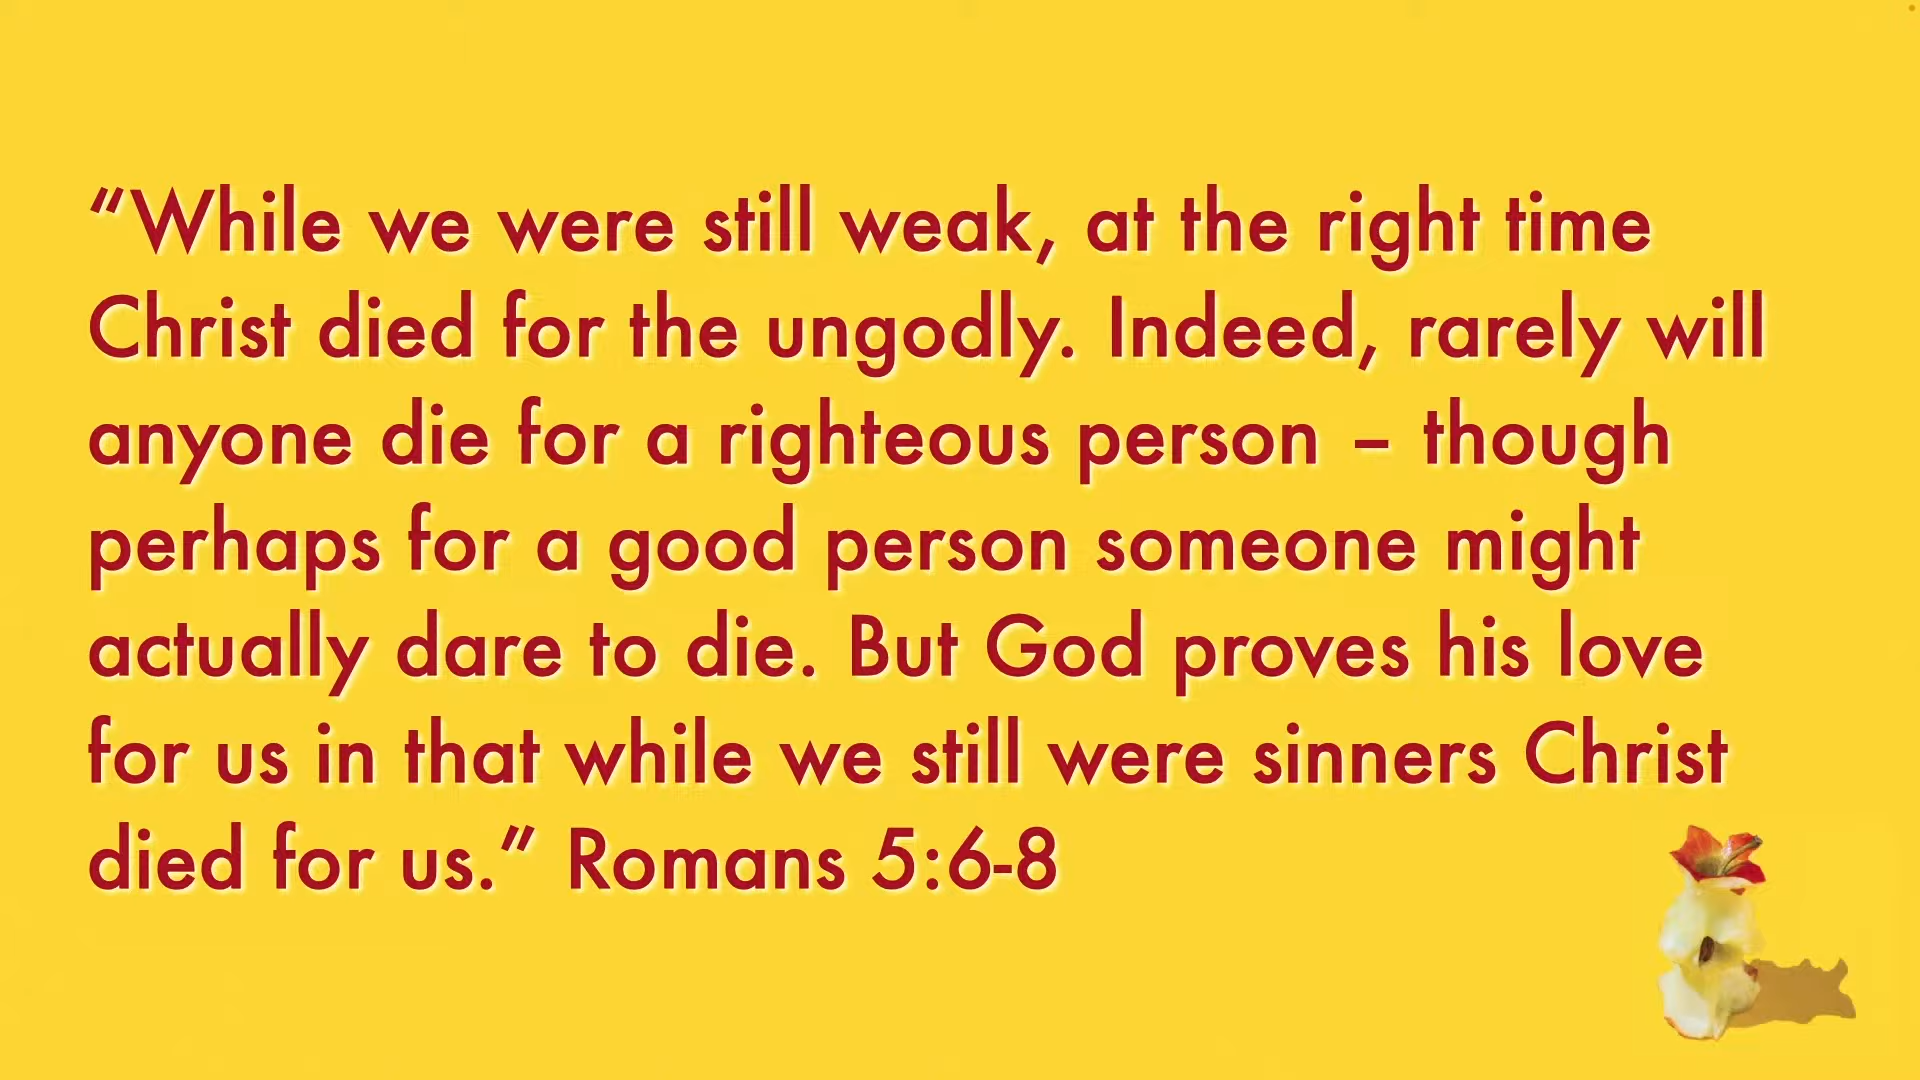 “While we were still weak, at the right time
Christ died for the ungodly. Indeed, rarely will
anyone die for a righteous person – though
perhaps for a good person someone might
actually dare to die. But God proves his love
for us in that while we still were sinners Christ
died for us.” Romans 5:6-8